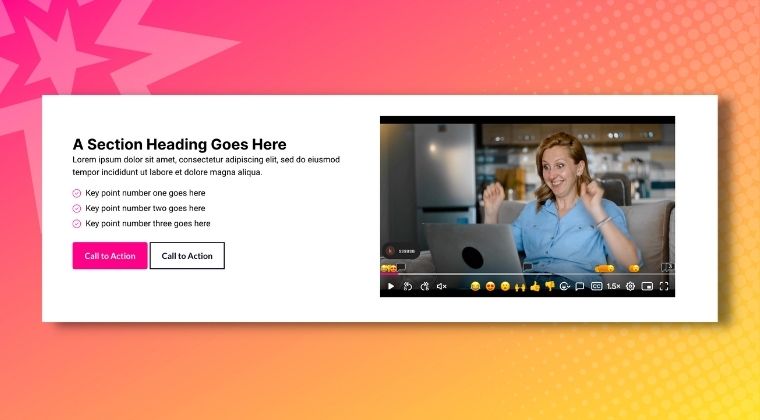 A Section Heading Goes Here
Lorem ipsum dolor sit amet, consectetur adipiscing elit, sed do eiusmod
tempor incididunt ut labore et dolore magna aliqua.
Key point number one goes here
Key point number two goes here
Key point number three goes here
Call to Action
Call to Action
CC
1.5×